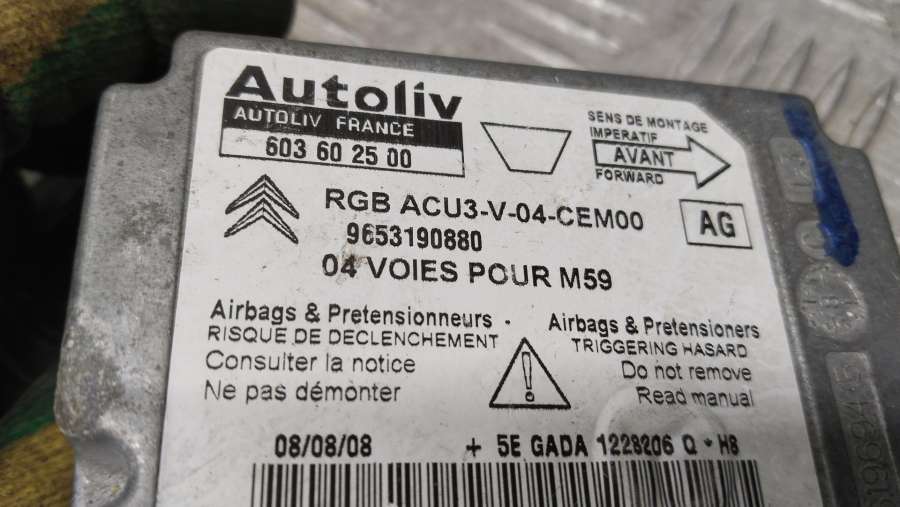 Autoliv
AUTOLIV FRANCE
603 60 25 00
SENS DE MONTAGE
IMPERATIF
AVANT
FORWARD
RGB ACU3-V-04-CEM00
9653190880
AG
04 VOIES POUR M59
Airbags & Pretensionneurs -
RISQUE DE DECLENCHEMENT
Consulter la notice
Ne pas démonter
Airbags & Pretensioners
TRIGGERING HASARD
Do not remove
Read manual
08/08/08
+ 5E GADA 1228206 Q * H8